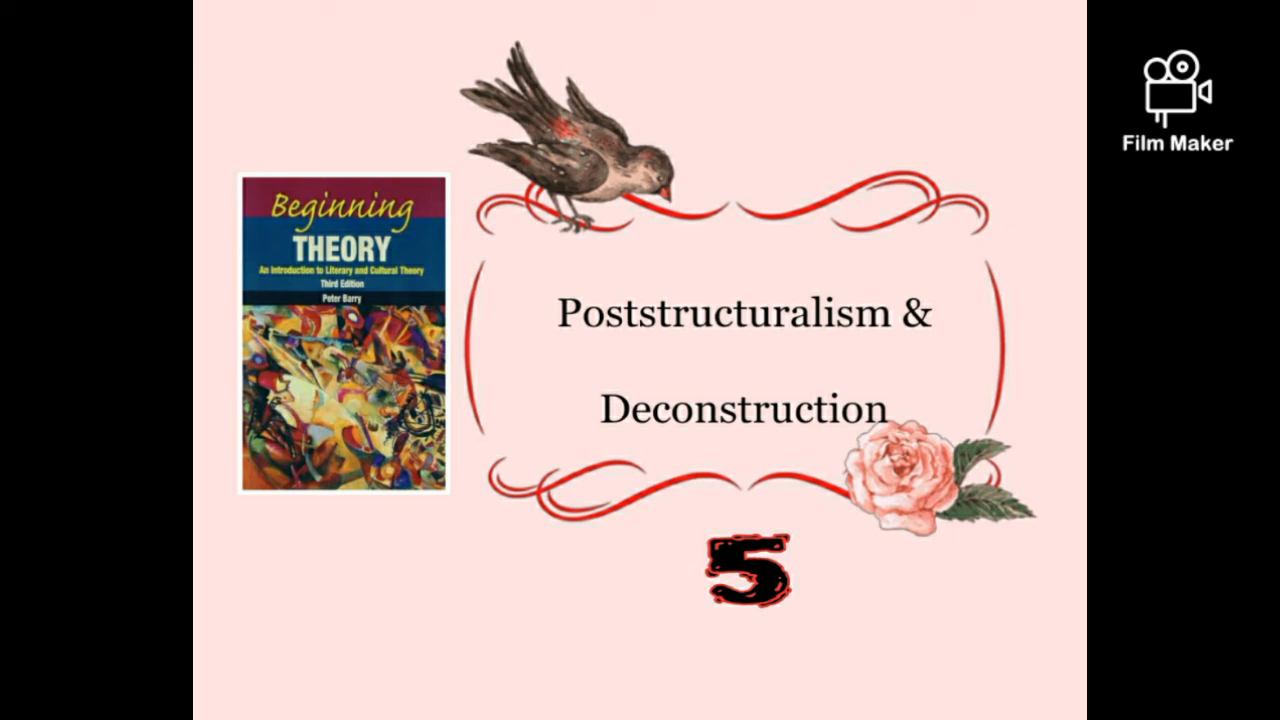 Film Maker
Beginning
THEORY
An Introduction to Literary and Cultural Theory
Third Edition
Peter Barry
Poststructuralism &
Deconstruction
5